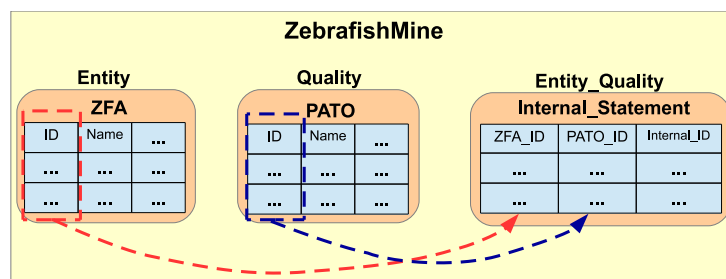 ZebrafishMine
Entity
Quality
Entity_Quality
ZFA
PATO
Internal_Statement
ID Name ...
... ... ...
... ... ...
ID Name ...
... ... ...
... ... ...
ZFA_ID PATO_ID Internal_ID
... ... ...
... ... ...